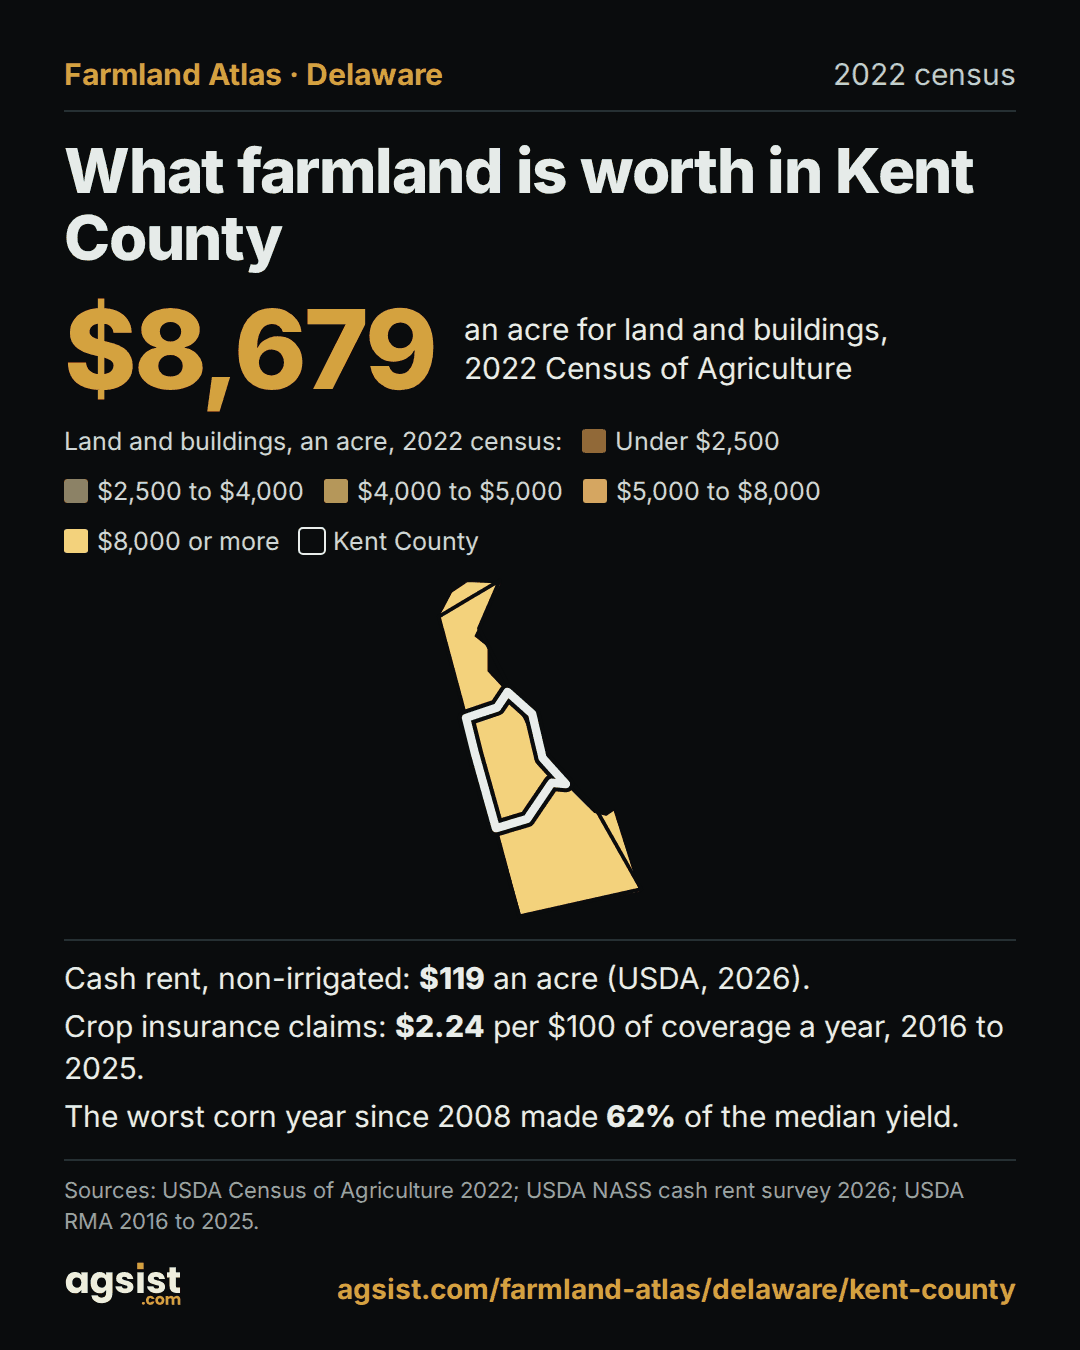 Farmland Atlas · Delaware
2022 census
What farmland is worth in Kent
County
$8,679
an acre for land and buildings,
2022 Census of Agriculture
Land and buildings, an acre, 2022 census: Under $2,500
$2,500 to $4,000 $4,000 to $5,000 $5,000 to $8,000
$8,000 or more Kent County
Cash rent, non-irrigated: $119 an acre (USDA, 2026).
Crop insurance claims: $2.24 per $100 of coverage a year, 2016 to
2025.
The worst corn year since 2008 made 62% of the median yield.
Sources: USDA Census of Agriculture 2022; USDA NASS cash rent survey 2026; USDA
RMA 2016 to 2025.
agsist
.com
agsist.com/farmland-atlas/delaware/kent-county